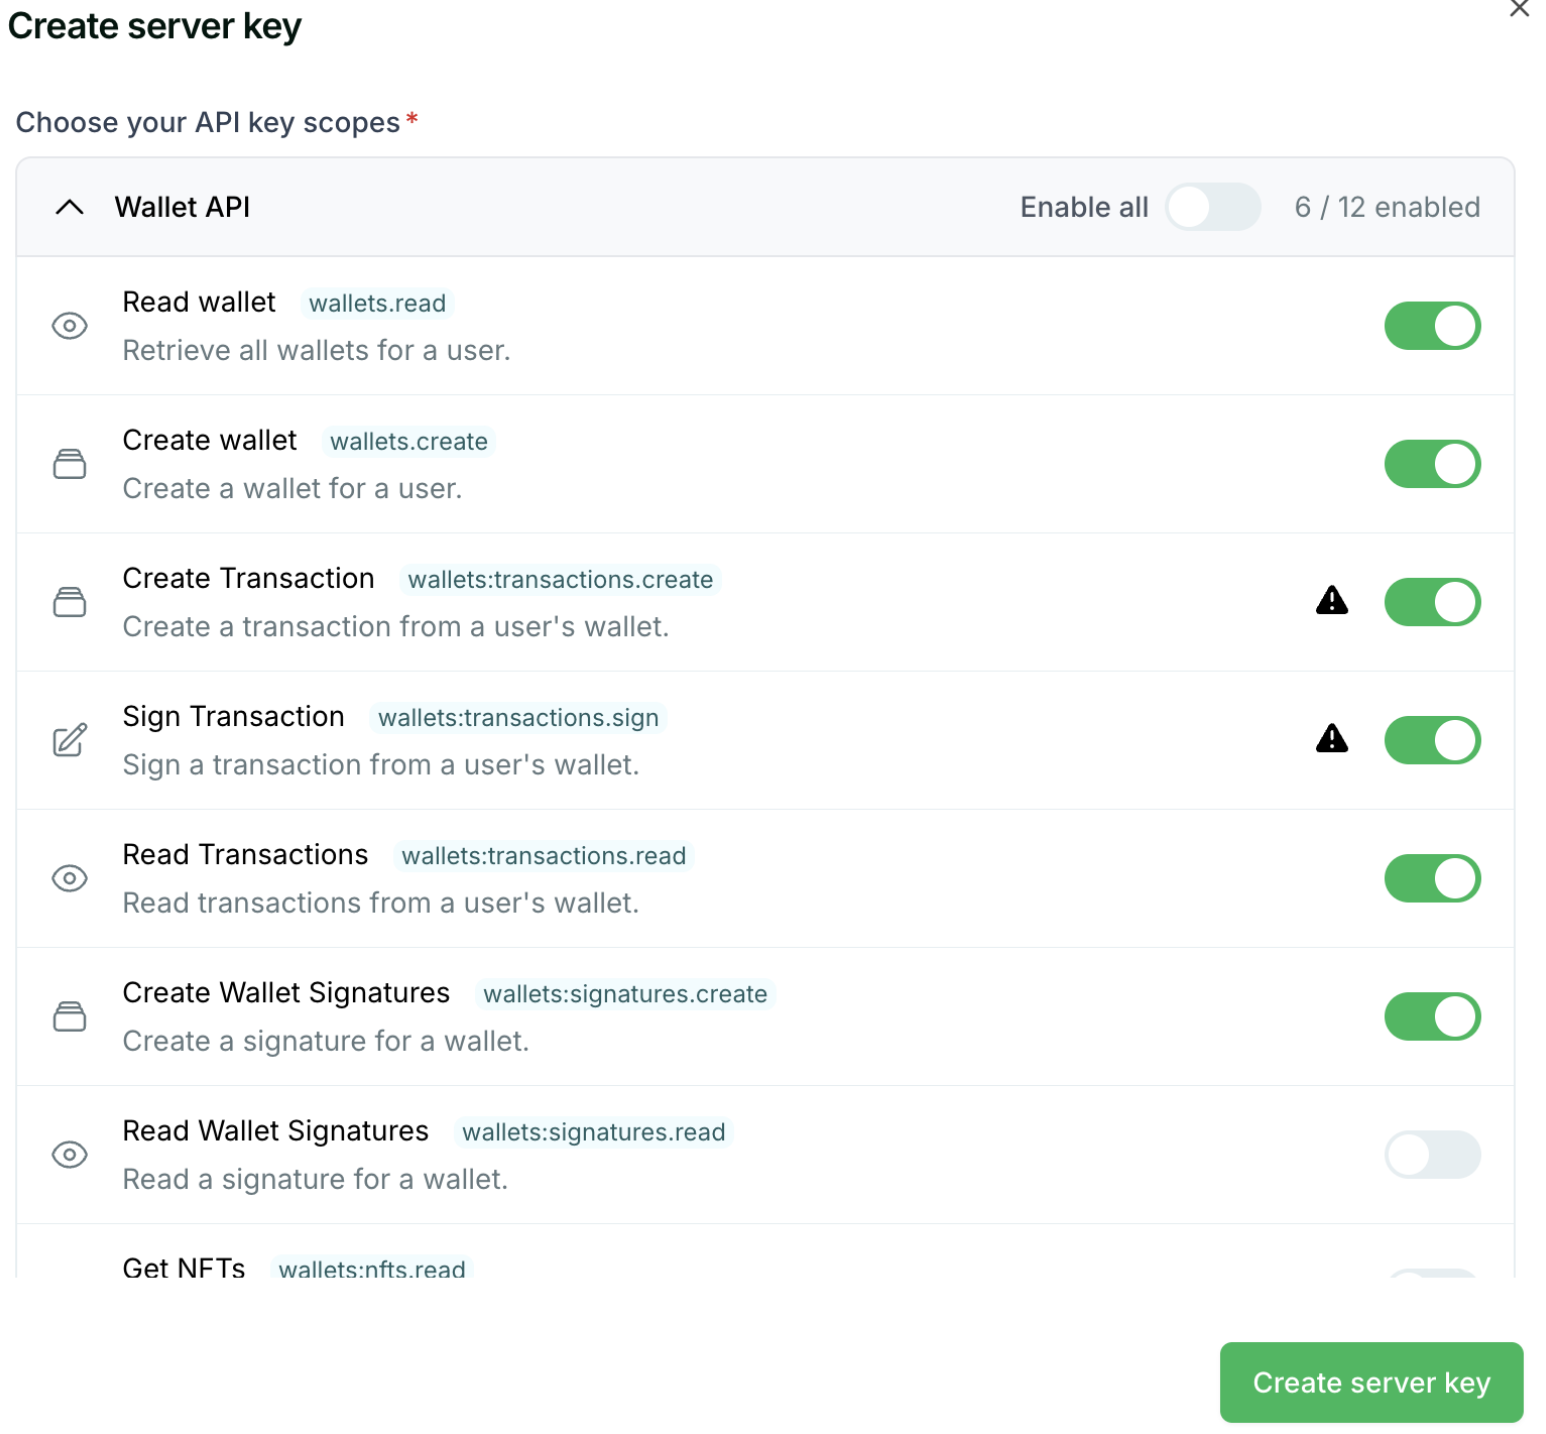 Create server key
Choose your API key scopes*
Wallet API
Enable all
6 / 12 enabled
Read wallet wallets.read
Retrieve all wallets for a user.
Create wallet wallets.create
Create a wallet for a user.
Create Transaction wallets:transactions.create
Create a transaction from a user's wallet.
Sign Transaction wallets:transactions.sign
Sign a transaction from a user's wallet.
Read Transactions wallets:transactions.read
Read transactions from a user's wallet.
Create Wallet Signatures wallets:signatures.create
Create a signature for a wallet.
Read Wallet Signatures wallets:signatures.read
Read a signature for a wallet.
Get NFTs wallets:nfts.read
Create server key